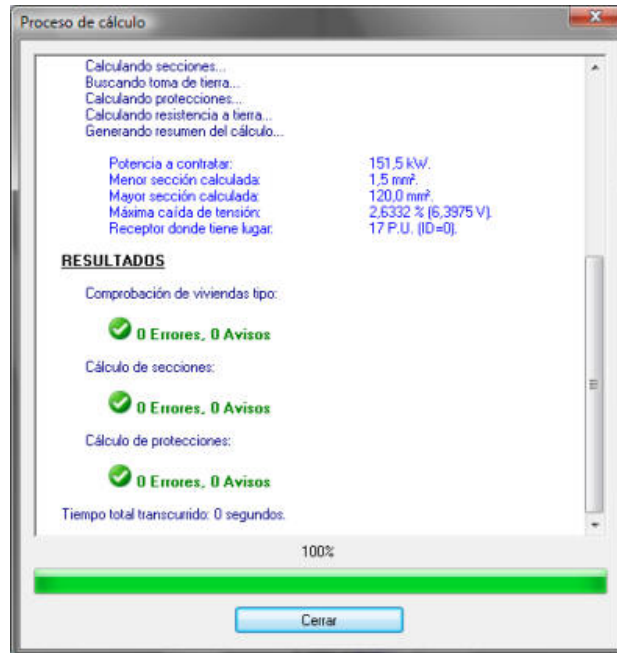 Proceso de cálculo
Calculando secciones...
Buscando toma de tierra...
Calculando protecciones...
Calculando resistencia a tierra...
Generando resumen del cálculo...
Potencia a contratar: 151,5 kW.
Menor sección calculada: 1,5 mm².
Mayor sección calculada: 120,0 mm².
Máxima caída de tensión: 2,6332 % (6,3975 V).
Receptor donde tiene lugar: 17 P.U. (ID=0).
RESULTADOS
Comprobación de viviendas tipo:
0 Errores, 0 Avisos
Cálculo de secciones:
0 Errores, 0 Avisos
Cálculo de protecciones:
0 Errores, 0 Avisos
Tiempo total transcurrido: 0 segundos.
100%
Cerrar